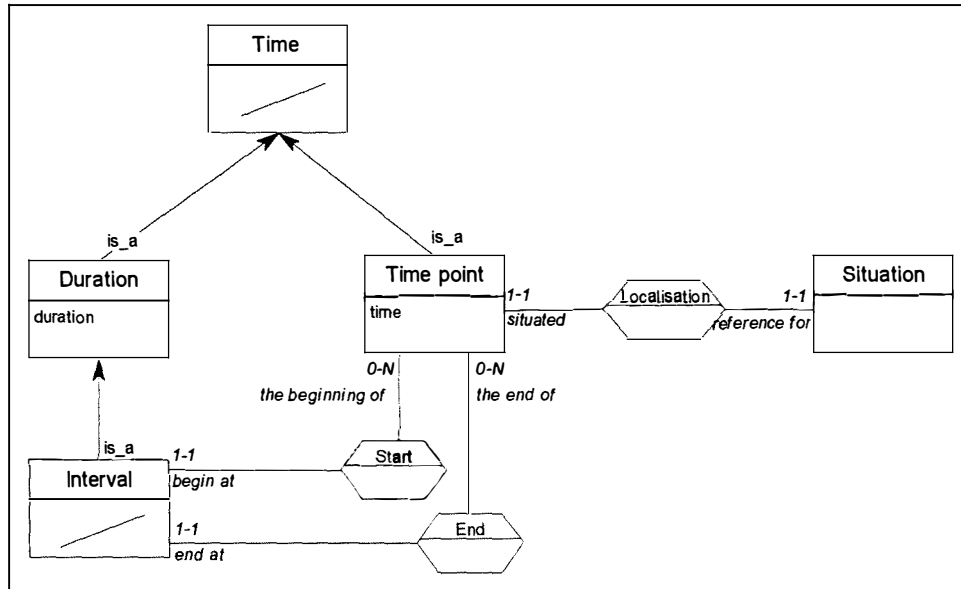 Time
is_a
is_a
Duration
duration
Time point
time
1-1
situated
Localisation
1-1
reference for
Situation
0-N
the beginning of
0-N
the end of
is_a
Interval
1-1
begin at
Start
1-1
end at
End